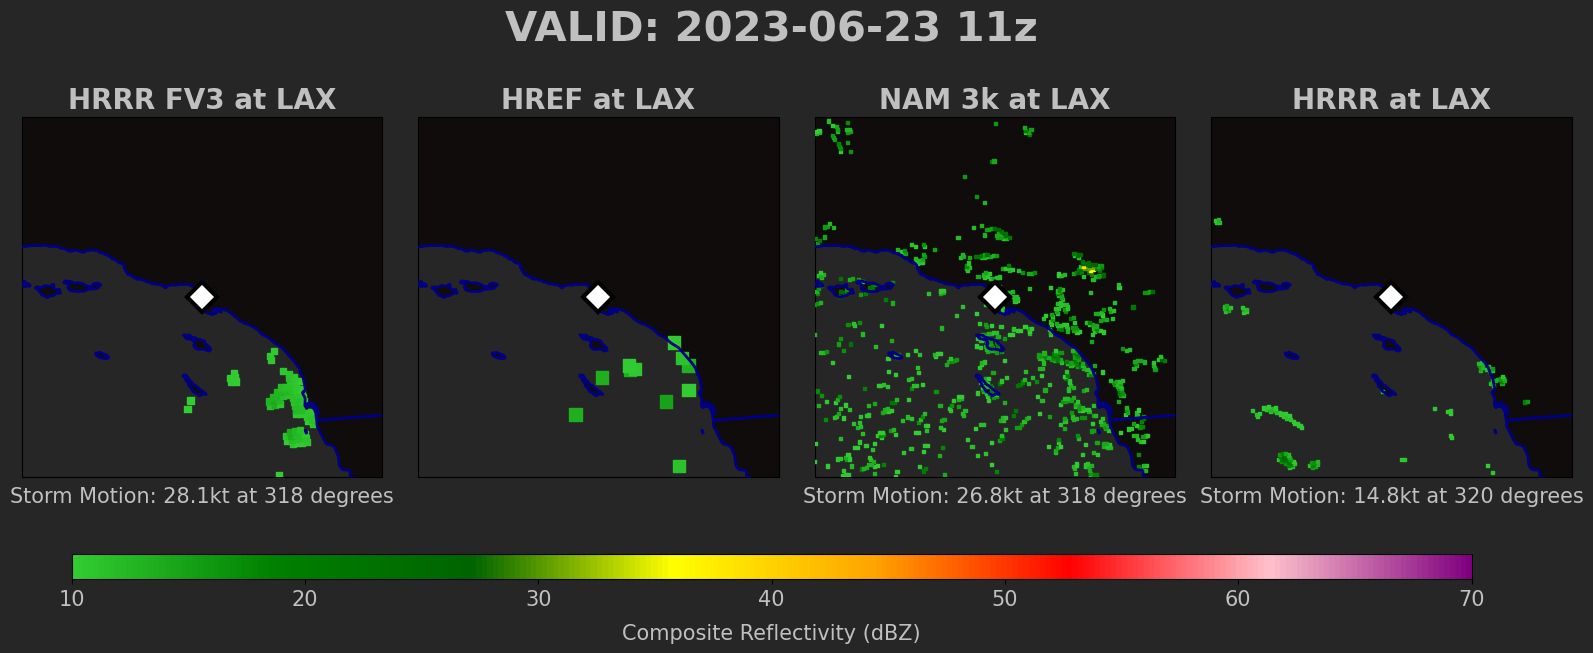 VALID: 2023-06-23 11z
HRRR FV3 at LAX
HREF at LAX
NAM 3k at LAX
HRRR at LAX
Storm Motion: 28.1kt at 318 degrees
Storm Motion: 26.8kt at 318 degrees
Storm Motion: 14.8kt at 320 degrees
10 20 30 40 50 60 70
Composite Reflectivity (dBZ)